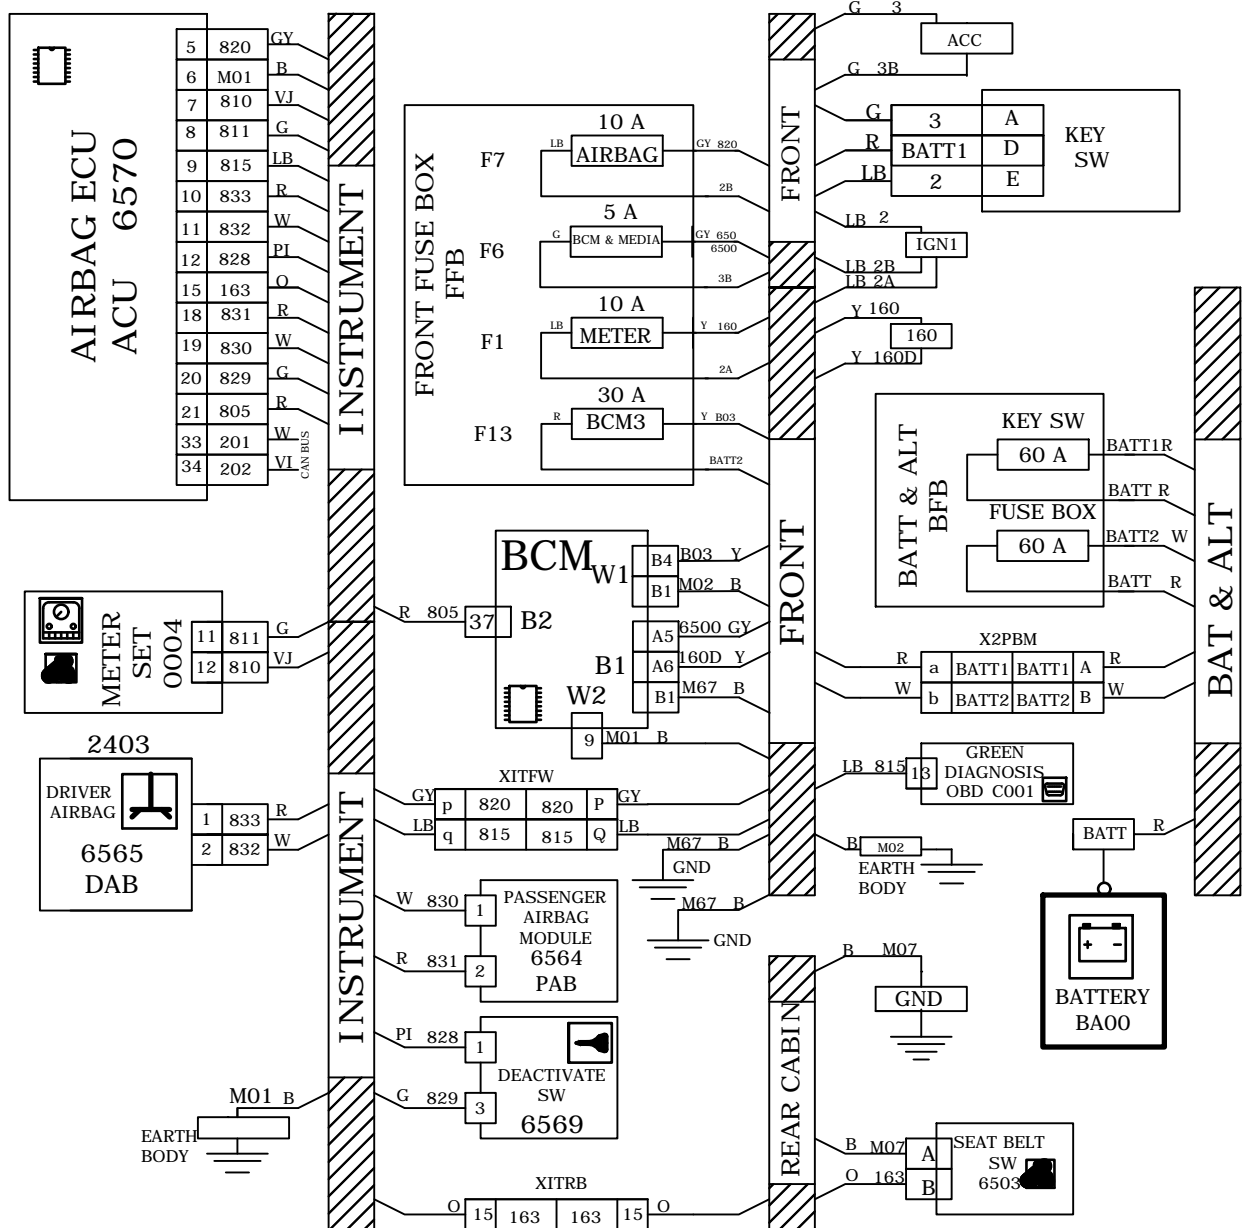 AIRBAG ECU
ACU 6570
5 820 GY
6 M01 B
7 810 VJ
8 811 G
9 815 LB
10 833 R
11 832 W
12 828 PI
15 163 O
18 831 R
19 830 W
20 829 G
21 805 R
33 201 W
34 202 VI
CAN BUS
INSTRUMENT
FRONT FUSE BOX
FFB
10 A
F7 LB AIRBAG GY 820
2B
5 A
F6 G BCM & MEDIA GY 650
6500
3B
10 A
F1 LB METER Y 160
2A
30 A
F13 R BCM3 Y B03
BATT2
FRONT
G 3
ACC
G 3B
G 3 A
R BATT1 D
LB 2 E
KEY
SW
LB 2
IGN1
LB 2B
LB 2A
Y 160
160
Y 160D
BATT & ALT
BFB
KEY SW
60 A BATT1 R
BATT R
FUSE BOX
60 A BATT2 W
BATT R
BAT & ALT
FRONT
BCM
W1
B4 B03 Y
B1 M02 B
R 805 37 B2
A5 6500 GY
B1
A6 160D Y
B1 M67 B
W2
9 M01 B
METER
SET
0004
11 811 G
12 810 VJ
X2PBM
R a BATT1 BATT1 A R
W b BATT2 BATT2 B W
2403
DRIVER
AIRBAG
6565
DAB
1 833 R
2 832 W
INSTRUMENT
XITFW
GY p 820 820 P GY
LB q 815 815 Q LB
M67 B
GND
M67 B
GND
LB 815 13
GREEN
DIAGNOSIS
OBD C001
B M02
EARTH
BODY
BATT R
BATTERY
BA00
W 830 1
R 831 2
PASSENGER
AIRBAG
MODULE
6564
PAB
B M07
GND
PI 828 1
G 829 3
DEACTIVATE
SW
6569
M01 B
EARTH
BODY
REAR CABIN
B M07 A
O 163 B
SEAT BELT
SW
6503
XITRB
O 15 163 163 15 O